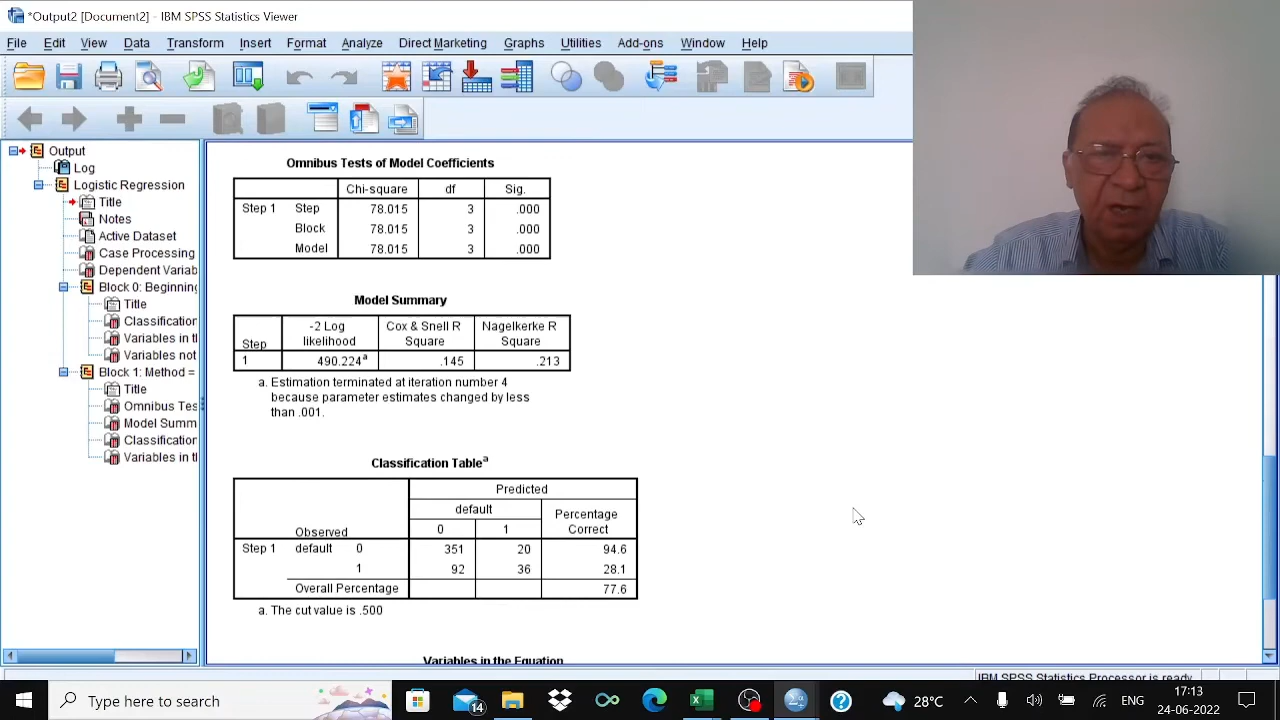 *Output2 [Document2] - IBM SPSS Statistics Viewer
File Edit View Data Transform Insert Format Analyze Direct Marketing Graphs Utilities Add-ons Window Help
Output
Log
Logistic Regression
Title
Notes
Active Dataset
Case Processing
Dependent Variab
Block 0: Beginning
Title
Classification
Variables in t
Variables not
Block 1: Method =
Title
Omnibus Tes
Model Summ
Classification
Variables in t
Omnibus Tests of Model Coefficients
Chi-square df Sig.
Step 1 Step 78.015 3 .000
Block 78.015 3 .000
Model 78.015 3 .000
Model Summary
Step -2 Log likelihood Cox & Snell R Square Nagelkerke R Square
1 490.224a .145 .213
a. Estimation terminated at iteration number 4
because parameter estimates changed by less
than .001.
Classification Tablea
Predicted
default Percentage Correct
Observed 0 1
Step 1 default 0 351 20 94.6
1 92 36 28.1
Overall Percentage 77.6
a. The cut value is .500
Variables in the Equation
IBM SPSS Statistics Processor is ready
Type here to search
14
28°C
ENG
17:13
24-06-2022